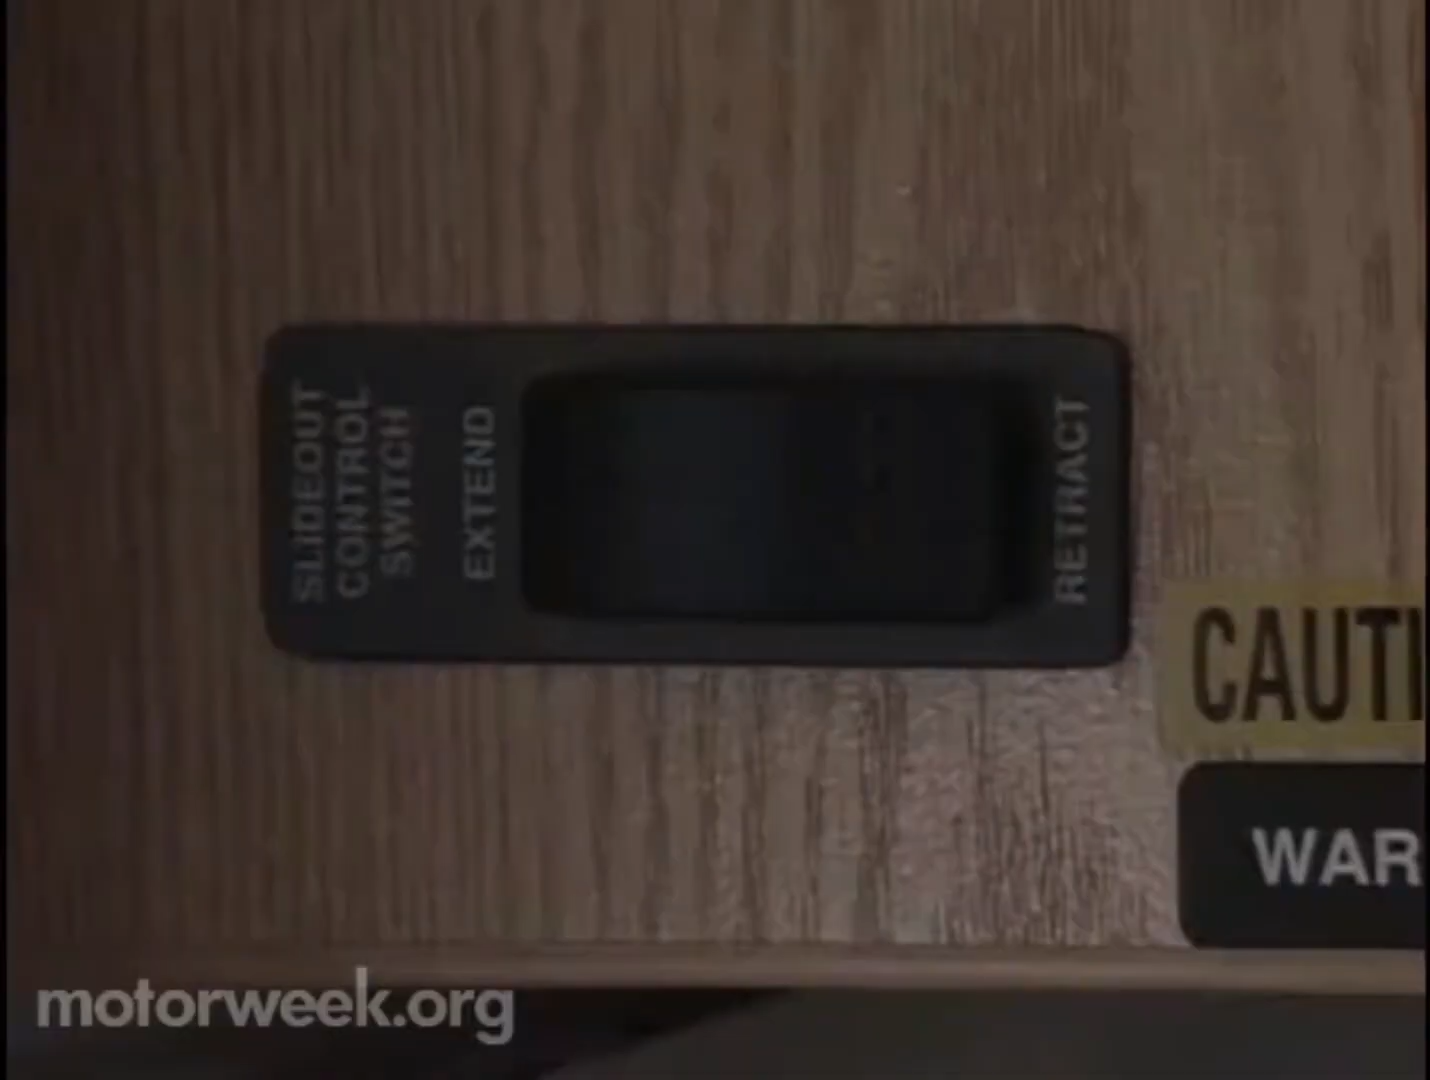 SLIDEOUT
CONTROL
SWITCH
EXTEND
RETRACT
CAUTI
WAR
motorweek.org